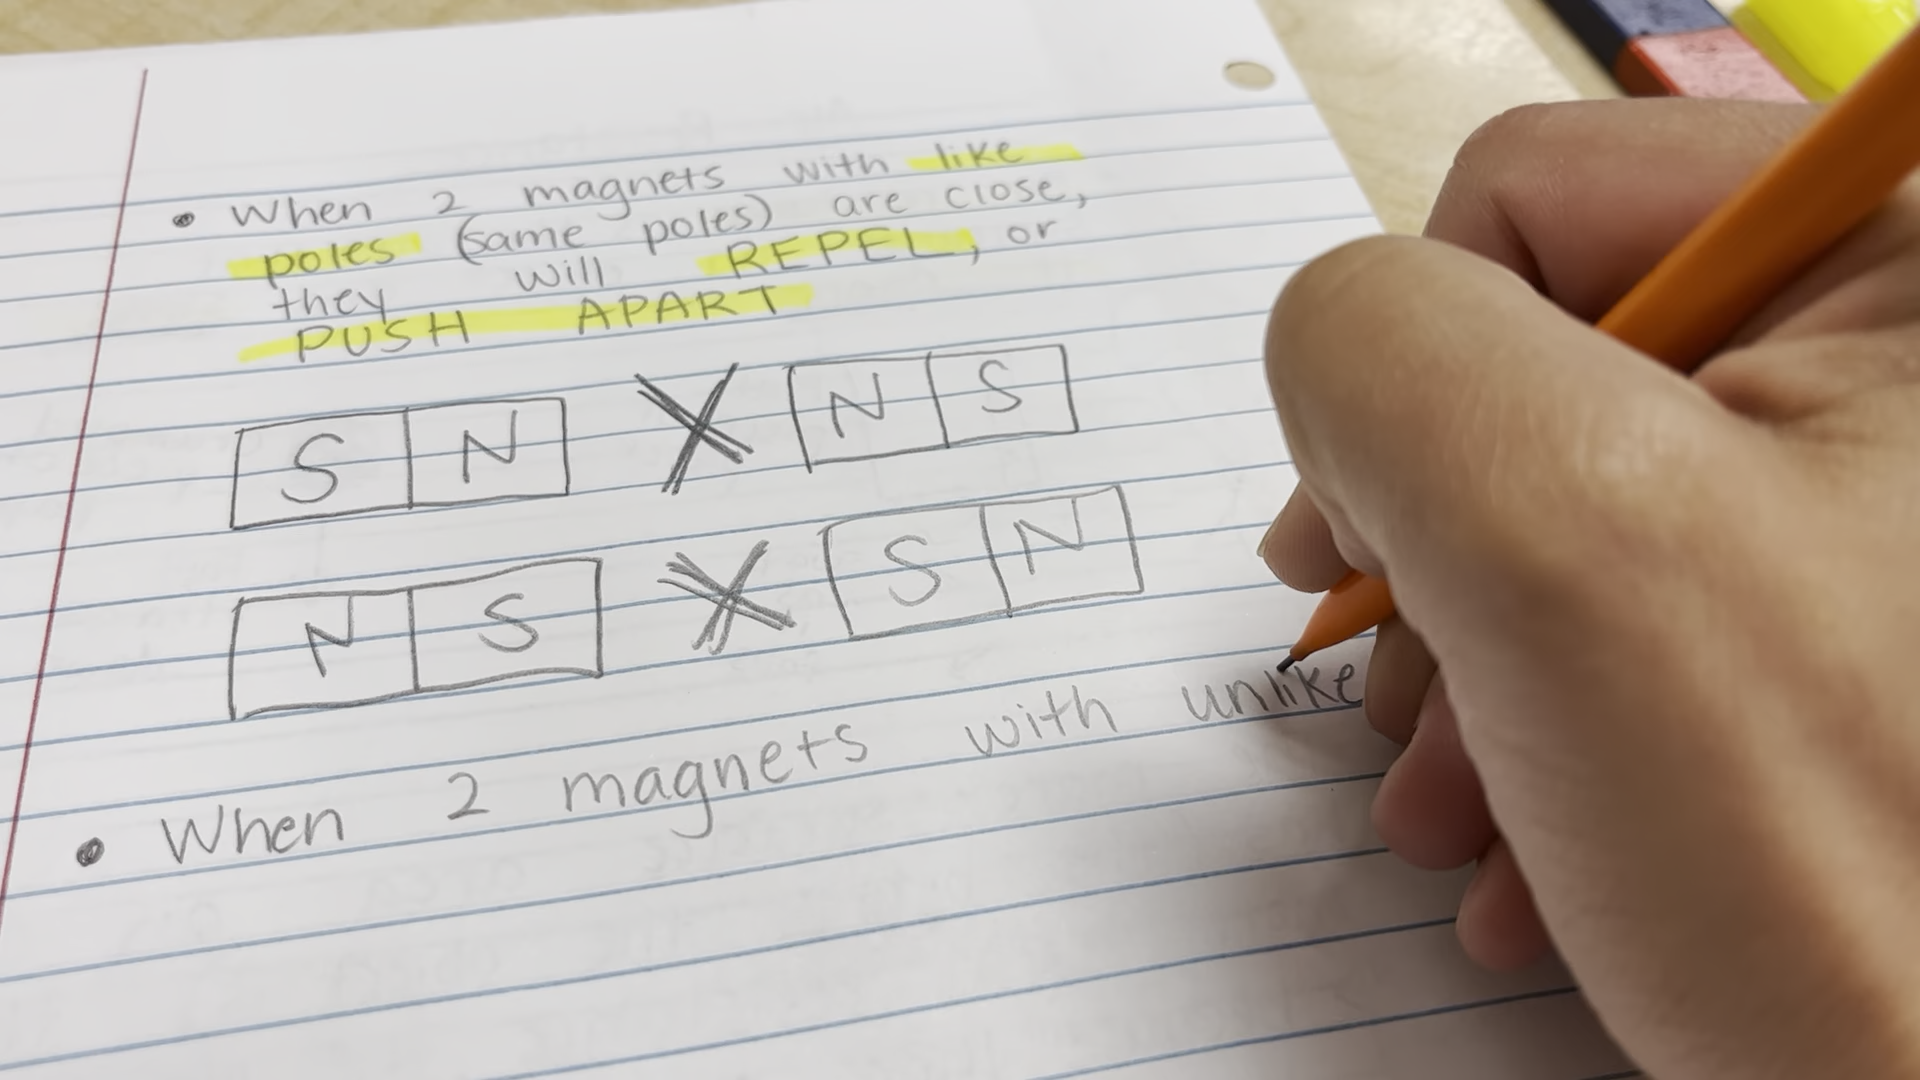 • When 2 magnets with like
poles (same poles) are close,
they will REPEL, or
PUSH APART
S N X N S
N S X S N
• When 2 magnets with unlike